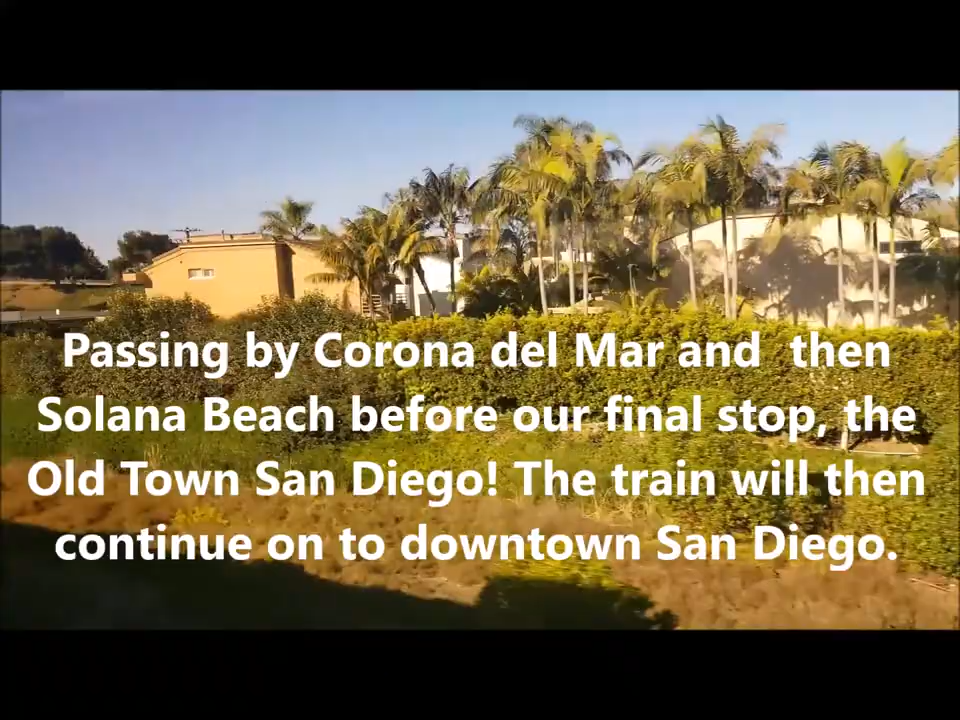 Passing by Corona del Mar and  then
Solana Beach before our final stop, the
Old Town San Diego! The train will then
continue on to downtown San Diego.